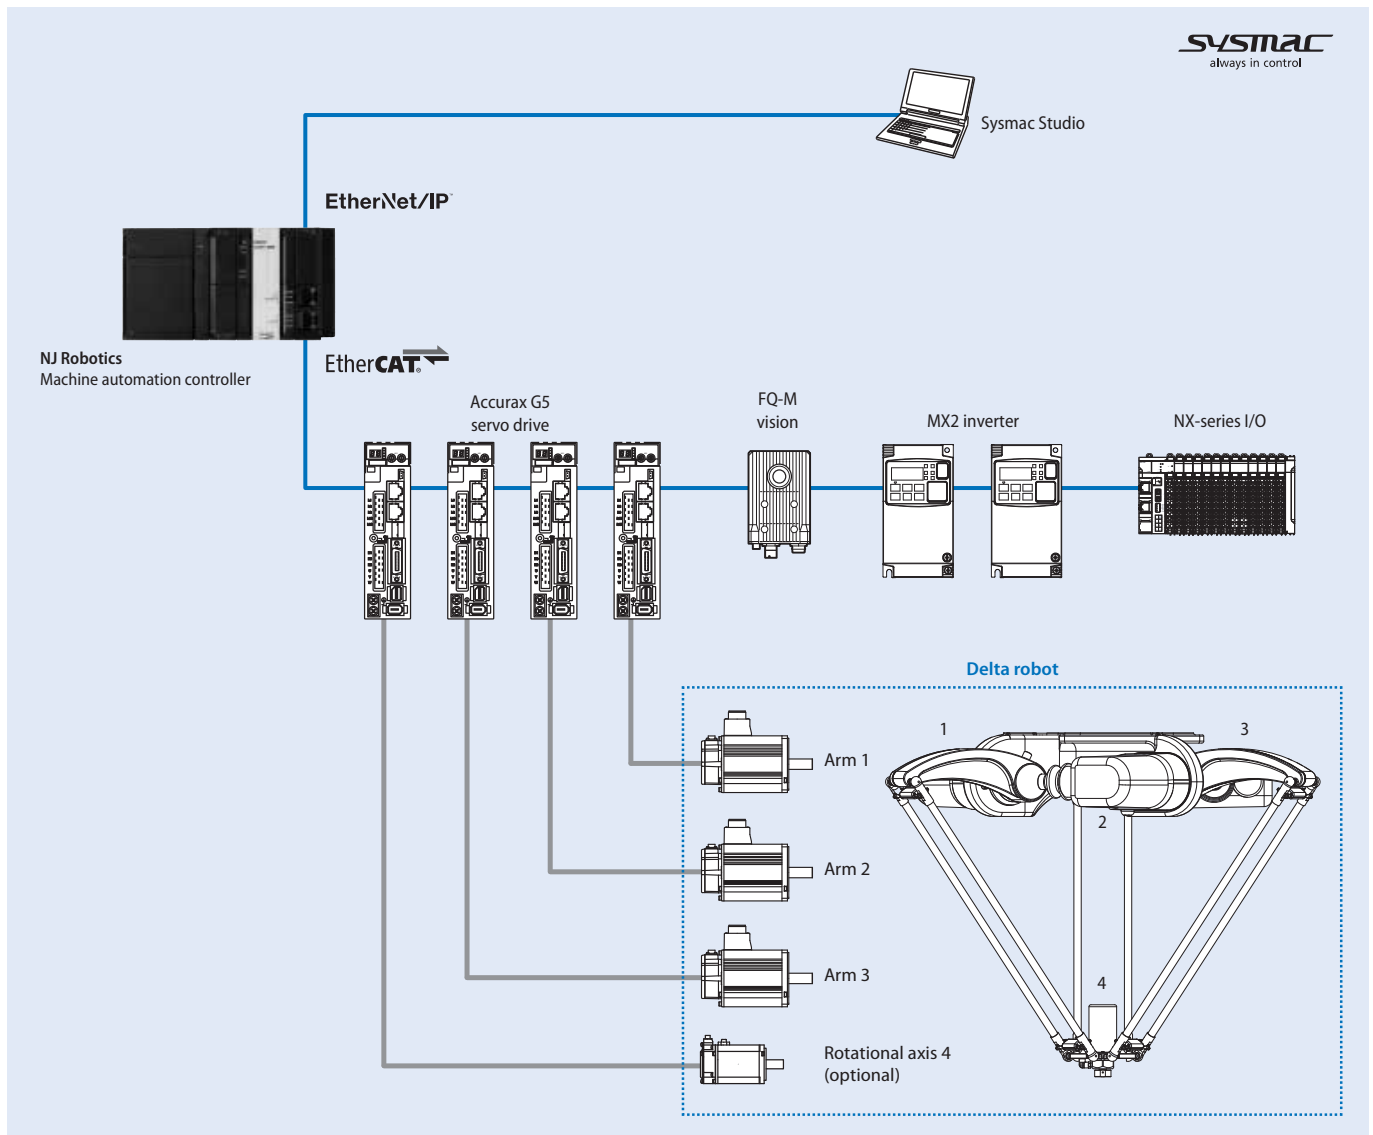 sysmac
always in control
Sysmac Studio
EtherNet/IP™
NJ Robotics
Machine automation controller
EtherCAT®
Accurax G5
servo drive
FQ-M
vision
MX2 inverter
NX-series I/O
Delta robot
1
3
Arm 1
2
Arm 2
Arm 3
4
Rotational axis 4
(optional)